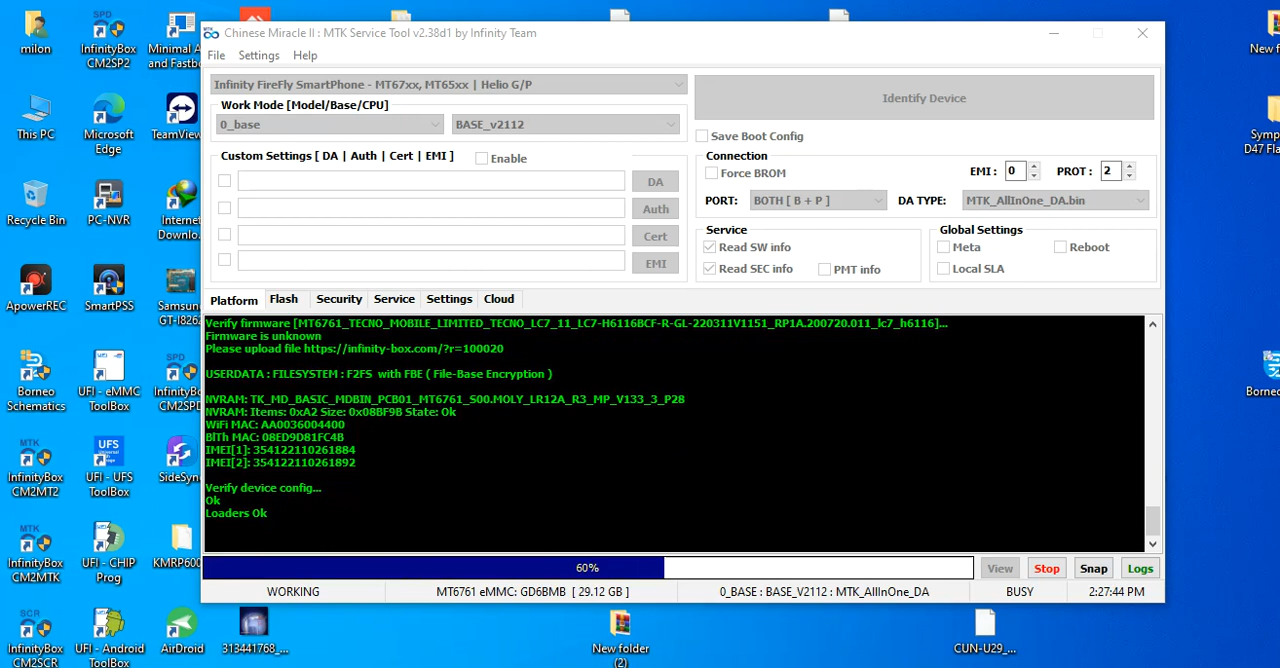 milon
InfinityBox
CM2SP2
Minimal A
and Fastbo
New f
Chinese Miracle II : MTK Service Tool v2.38d1 by Infinity Team
File Settings Help
Infinity FireFly SmartPhone - MT67xx, MT65xx | Helio G/P
Work Mode [Model/Base/CPU]
0_base
BASE_v2112
Identify Device
Save Boot Config
Custom Settings [ DA | Auth | Cert | EMI ]
Enable
DA
Auth
Cert
EMI
Connection
Force BROM
EMI : 0
PROT : 2
PORT: BOTH [ B + P ]
DA TYPE: MTK_AllInOne_DA.bin
Service
Read SW info
Read SEC info
PMT info
Global Settings
Meta
Reboot
Local SLA
Platform Flash Security Service Settings Cloud
Verify firmware [MT6761_TECNO_MOBILE_LIMITED_TECNO_LC7_11_LC7-H6116BCF-R-GL-220311V1151_RP1A.200720.011_lc7_h6116]...
Firmware is unknown
Please upload file https://infinity-box.com/?r=100020
USERDATA : FILESYSTEM : F2FS with FBE ( File-Base Encryption )
NVRAM: TK_MD_BASIC_MDBIN_PCB01_MT6761_S00.MOLY_LR12A_R3_MP_V133_3_P28
NVRAM: Items: 0xA2 Size: 0x08BF9B State: Ok
WiFi MAC: AA0036004400
BlTh MAC: 08ED9D81FC4B
IMEI[1]: 354122110261884
IMEI[2]: 354122110261892
Verify device config...
Ok
Loaders Ok
60%
View Stop Snap Logs
WORKING
MT6761 eMMC: GD6BMB [ 29.12 GB ]
0_BASE : BASE_V2112 : MTK_AllInOne_DA
BUSY
2:27:44 PM
This PC
Microsoft
Edge
TeamView
Symp
D47 Fla
Recycle Bin
PC-NVR
Interne
Downlo...
ApowerREC
SmartPSS
Samsun
GT-I8262
Borneo
Schematics
UFI - eMMC
ToolBox
InfinityBo
CM2SPD
Borneo
InfinityBox
CM2MT2
UFI - UFS
ToolBox
SideSyn
InfinityBox
CM2MTK
UFI - CHIP
Prog
KMRP600
InfinityBox
CM2SCR
UFI - Android
ToolBox
AirDroid
313441768_...
New folder
(2)
CUN-U29_...